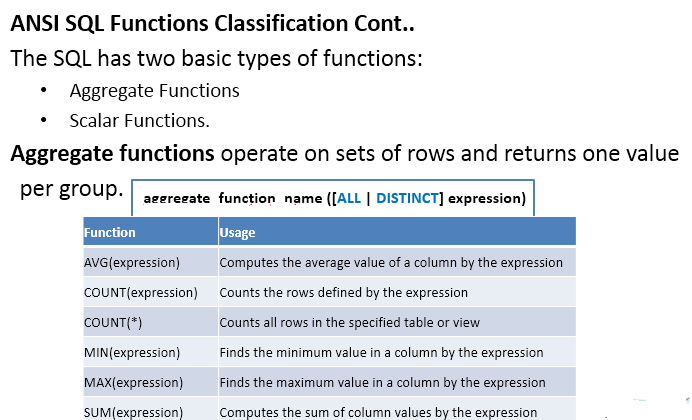 ANSI SQL Functions Classification Cont..
The SQL has two basic types of functions:
• Aggregate Functions
• Scalar Functions.
Aggregate functions operate on sets of rows and returns one value
per group.
aggregate_function_name ([ALL | DISTINCT] expression)
Function Usage
AVG(expression) Computes the average value of a column by the expression
COUNT(expression) Counts the rows defined by the expression
COUNT(*) Counts all rows in the specified table or view
MIN(expression) Finds the minimum value in a column by the expression
MAX(expression) Finds the maximum value in a column by the expression
SUM(expression) Computes the sum of column values by the expression